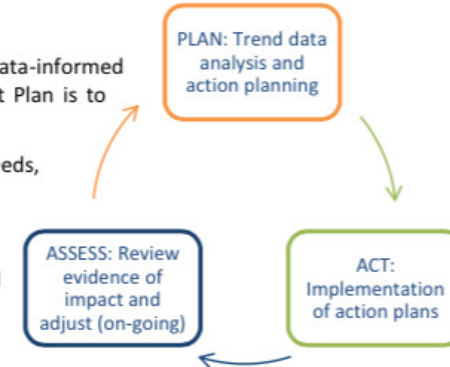 PLAN: Trend data
analysis and
action planning
ata-informed
t Plan is to
eeds,
ASSESS: Review
evidence of
impact and
adjust (on-going)
ACT:
Implementation
of action plans